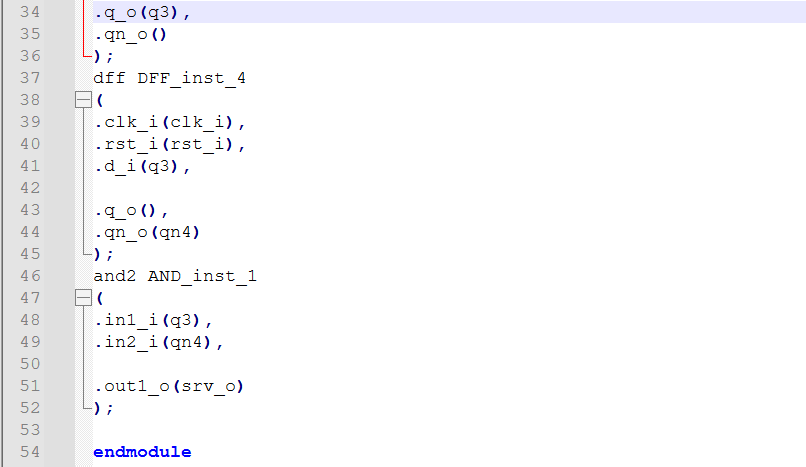 34 .q_o(q3),
35 .qn_o()
36 );
37 dff DFF_inst_4
38 (
39 .clk_i(clk_i),
40 .rst_i(rst_i),
41 .d_i(q3),
42
43 .q_o(),
44 .qn_o(qn4)
45 );
46 and2 AND_inst_1
47 (
48 .in1_i(q3),
49 .in2_i(qn4),
50
51 .out1_o(srv_o)
52 );
53
54 endmodule